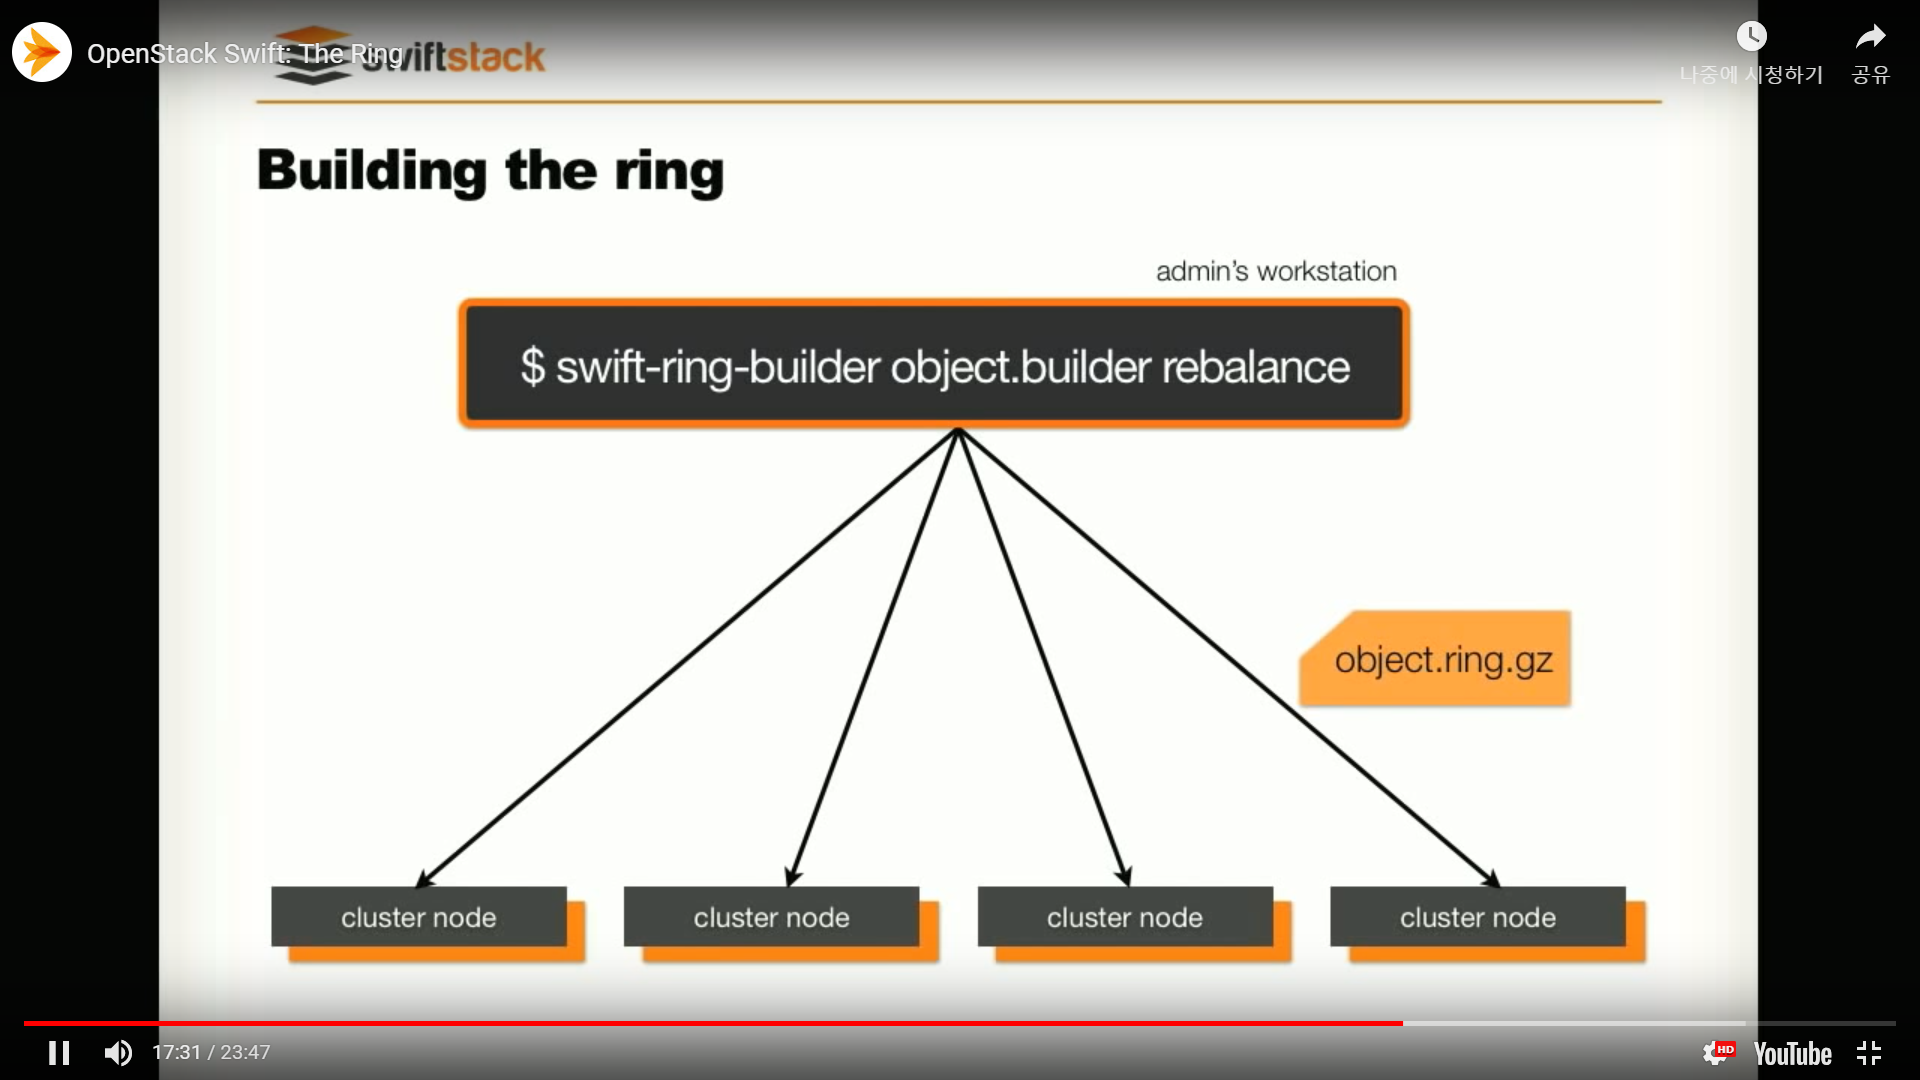 OpenStack Swift: The Ring
swiftstack
나중에 시청하기
공유
Building the ring
admin's workstation
$ swift-ring-builder object.builder rebalance
object.ring.gz
cluster node
cluster node
cluster node
cluster node
17:31 / 23:47
HD
YouTube